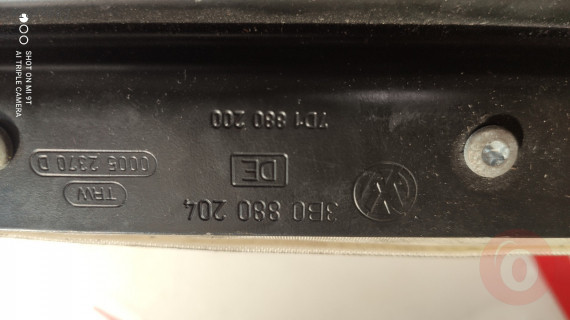 3B0 880 204
TRW
DE
0005 2370 D
7D1 880 200
SHOT ON MI 9T
AI TRIPLE CAMERA